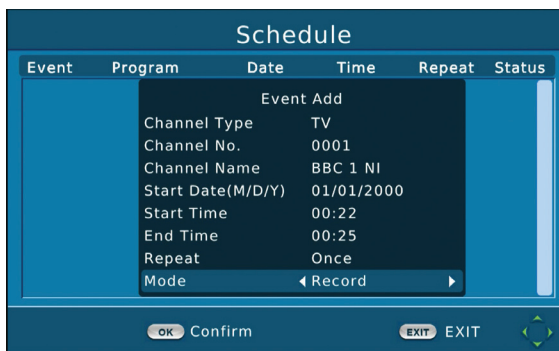 Schedule
Event Program Date Time Repeat Status
Event Add
Channel Type TV
Channel No. 0001
Channel Name BBC 1 NI
Start Date(M/D/Y) 01/01/2000
Start Time 00:22
End Time 00:25
Repeat Once
Mode Record
OK Confirm EXIT EXIT